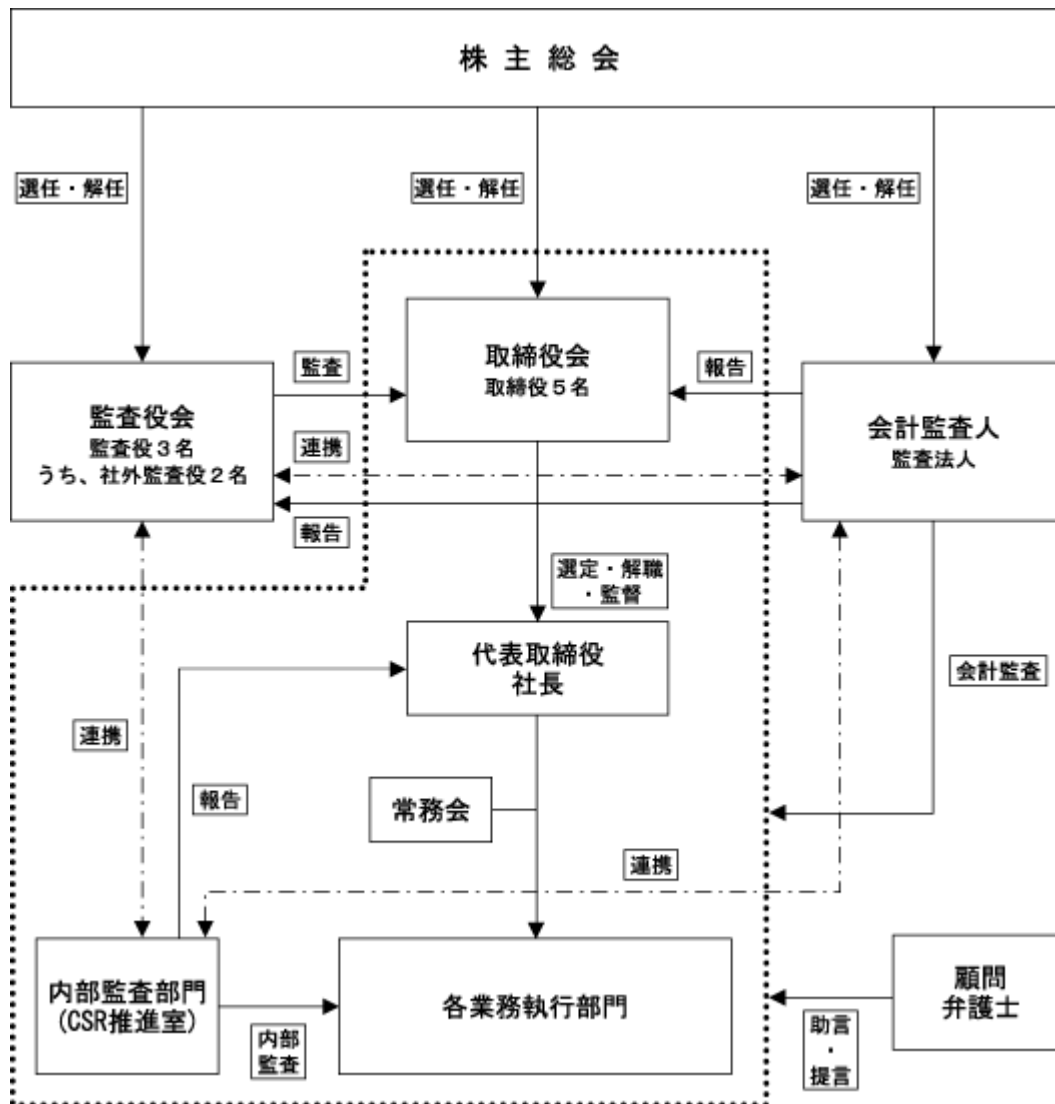 株主総会
選任・解任
選任・解任
選任・解任
取締役会
取締役５名
監査
報告
監査役会
監査役３名
うち、社外監査役２名
会計監査人
監査法人
連携
報告
選定・解職
・監督
代表取締役
社長
会計監査
連携
報告
常務会
連携
内部監査部門
(CSR推進室)
各業務執行部門
顧問
弁護士
内部
監査
助言
・
提言